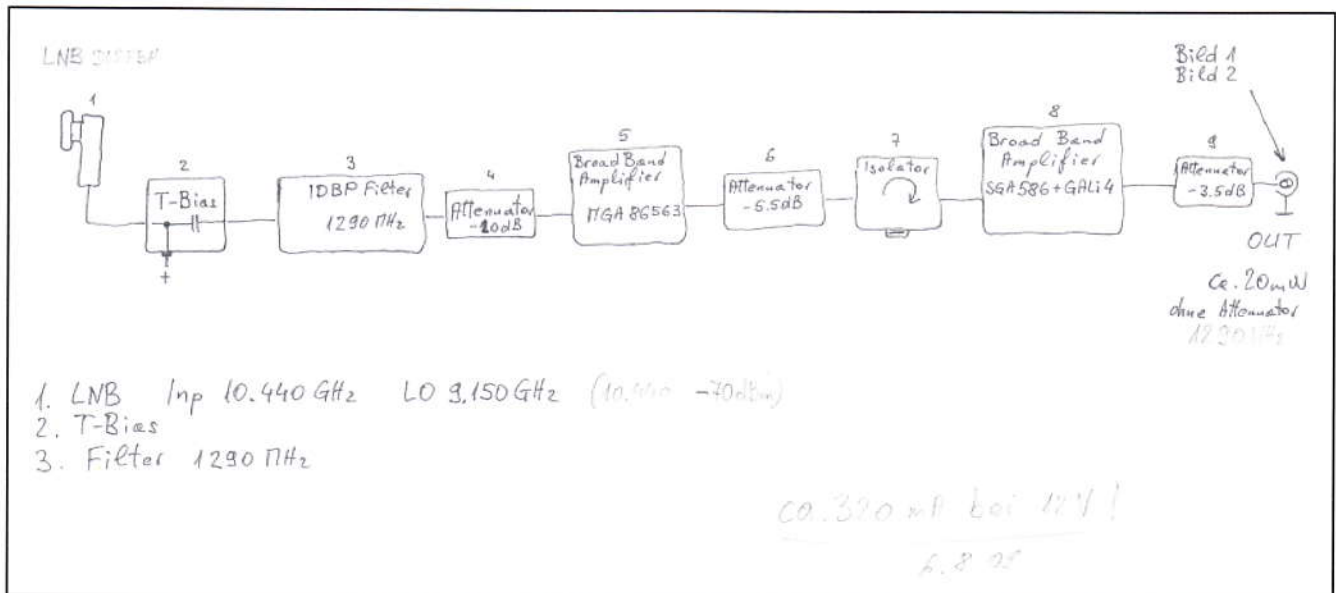 LNB
Bild 1
Bild 2
1
2
T-Bias
+
3
IDBP Filter
1290 MHz
4
Attenuator
-10dB
5
Broad Band
Amplifier
MGA 86563
6
Attenuator
-5.5dB
7
Isolator
8
Broad Band
Amplifier
SGA586+GALi4
9
Attenuator
-3.5dB
OUT
Ca. 20mW
ohne Attenuator
1290 MHz
1. LNB Inp 10.440 GHz LO 9.150 GHz (10.440 -70dBm)
2. T-Bias
3. Filter 1290 MHz
ca. 320 mA bei 12V!